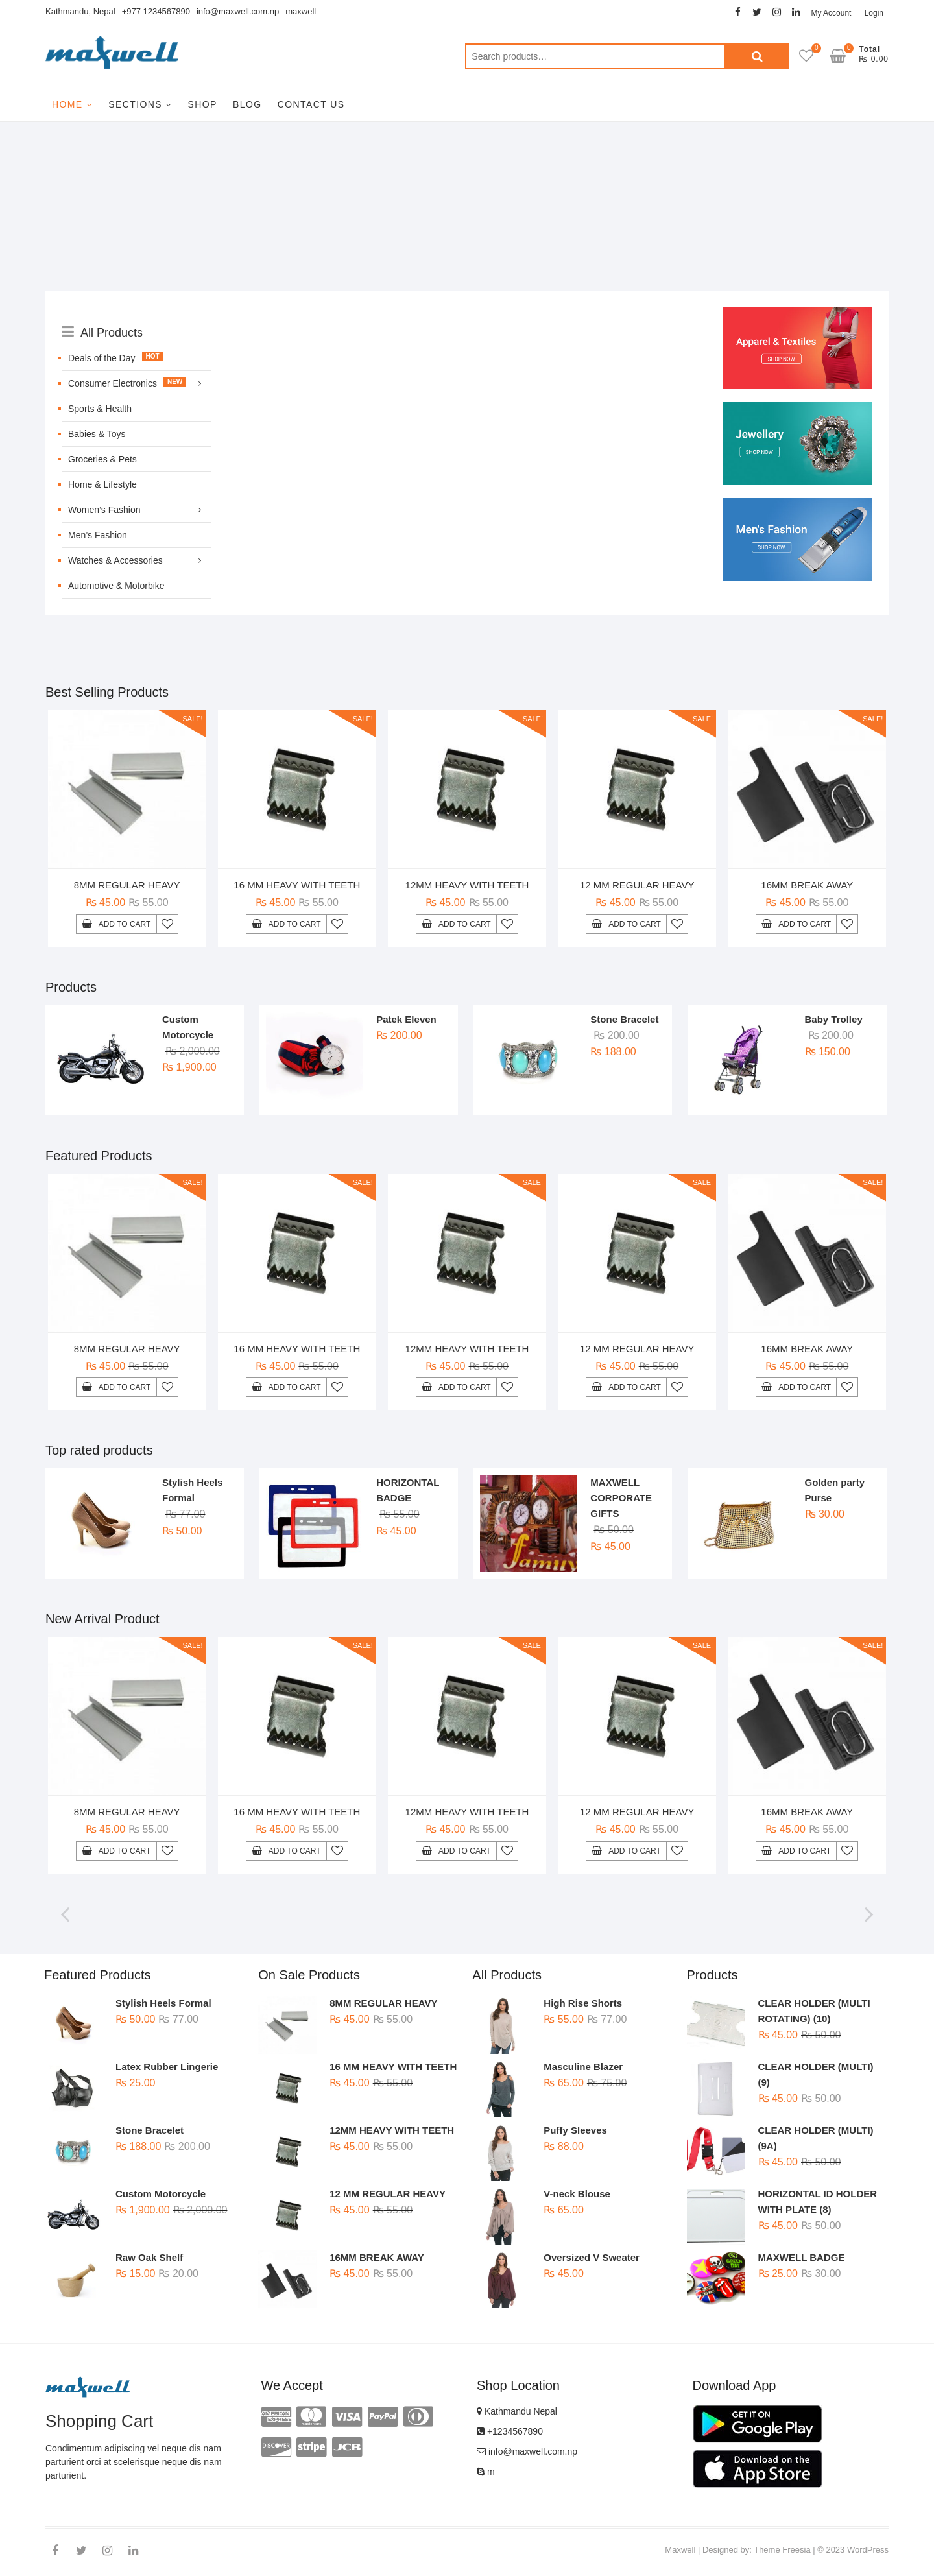 Kathmandu, Nepal +977 1234567890 info@maxwell.com.np maxwell
My Account Login
maxwell
Search products…
0
0
Total
₨ 0.00
HOME SECTIONS SHOP BLOG CONTACT US
All Products
Deals of the Day HOT
Consumer Electronics NEW
Sports & Health
Babies & Toys
Groceries & Pets
Home & Lifestyle
Women's Fashion
Men's Fashion
Watches & Accessories
Automotive & Motorbike
Apparel & Textiles
SHOP NOW
Jewellery
SHOP NOW
Men's Fashion
SHOP NOW
Best Selling Products
SALE! SALE! SALE! SALE! SALE!
8MM REGULAR HEAVY 16 MM HEAVY WITH TEETH 12MM HEAVY WITH TEETH 12 MM REGULAR HEAVY 16MM BREAK AWAY
₨ 45.00 ₨ 55.00 ₨ 45.00 ₨ 55.00 ₨ 45.00 ₨ 55.00 ₨ 45.00 ₨ 55.00 ₨ 45.00 ₨ 55.00
ADD TO CART ADD TO CART ADD TO CART ADD TO CART ADD TO CART
Products
Custom
Motorcycle
₨ 2,000.00
₨ 1,900.00
Patek Eleven
₨ 200.00
Stone Bracelet
₨ 200.00
₨ 188.00
Baby Trolley
₨ 200.00
₨ 150.00
Featured Products
SALE! SALE! SALE! SALE! SALE!
8MM REGULAR HEAVY 16 MM HEAVY WITH TEETH 12MM HEAVY WITH TEETH 12 MM REGULAR HEAVY 16MM BREAK AWAY
₨ 45.00 ₨ 55.00 ₨ 45.00 ₨ 55.00 ₨ 45.00 ₨ 55.00 ₨ 45.00 ₨ 55.00 ₨ 45.00 ₨ 55.00
ADD TO CART ADD TO CART ADD TO CART ADD TO CART ADD TO CART
Top rated products
Stylish Heels
Formal
₨ 77.00
₨ 50.00
HORIZONTAL
BADGE
₨ 55.00
₨ 45.00
family
MAXWELL
CORPORATE
GIFTS
₨ 50.00
₨ 45.00
Golden party
Purse
₨ 30.00
New Arrival Product
SALE! SALE! SALE! SALE! SALE!
8MM REGULAR HEAVY 16 MM HEAVY WITH TEETH 12MM HEAVY WITH TEETH 12 MM REGULAR HEAVY 16MM BREAK AWAY
₨ 45.00 ₨ 55.00 ₨ 45.00 ₨ 55.00 ₨ 45.00 ₨ 55.00 ₨ 45.00 ₨ 55.00 ₨ 45.00 ₨ 55.00
ADD TO CART ADD TO CART ADD TO CART ADD TO CART ADD TO CART
Featured Products
Stylish Heels Formal
₨ 50.00 ₨ 77.00
Latex Rubber Lingerie
₨ 25.00
Stone Bracelet
₨ 188.00 ₨ 200.00
Custom Motorcycle
₨ 1,900.00 ₨ 2,000.00
Raw Oak Shelf
₨ 15.00 ₨ 20.00
On Sale Products
8MM REGULAR HEAVY
₨ 45.00 ₨ 55.00
16 MM HEAVY WITH TEETH
₨ 45.00 ₨ 55.00
12MM HEAVY WITH TEETH
₨ 45.00 ₨ 55.00
12 MM REGULAR HEAVY
₨ 45.00 ₨ 55.00
16MM BREAK AWAY
₨ 45.00 ₨ 55.00
All Products
High Rise Shorts
₨ 55.00 ₨ 77.00
Masculine Blazer
₨ 65.00 ₨ 75.00
Puffy Sleeves
₨ 88.00
V-neck Blouse
₨ 65.00
Oversized V Sweater
₨ 45.00
Products
CLEAR HOLDER (MULTI
ROTATING) (10)
₨ 45.00 ₨ 50.00
CLEAR HOLDER (MULTI)
(9)
₨ 45.00 ₨ 50.00
CLEAR HOLDER (MULTI)
(9A)
₨ 45.00 ₨ 50.00
HORIZONTAL ID HOLDER
WITH PLATE (8)
₨ 45.00 ₨ 50.00
MAXWELL BADGE
₨ 25.00 ₨ 30.00
maxwell
Shopping Cart
Condimentum adipiscing vel neque dis nam
parturient orci at scelerisque neque dis nam
parturient.
We Accept
AMERICAN EXPRESS MasterCard VISA PayPal
DISCOVER stripe JCB
Shop Location
Kathmandu Nepal
+1234567890
info@maxwell.com.np
m
Download App
GET IT ON
Google Play
Download on the
App Store
Maxwell | Designed by: Theme Freesia | © 2023 WordPress